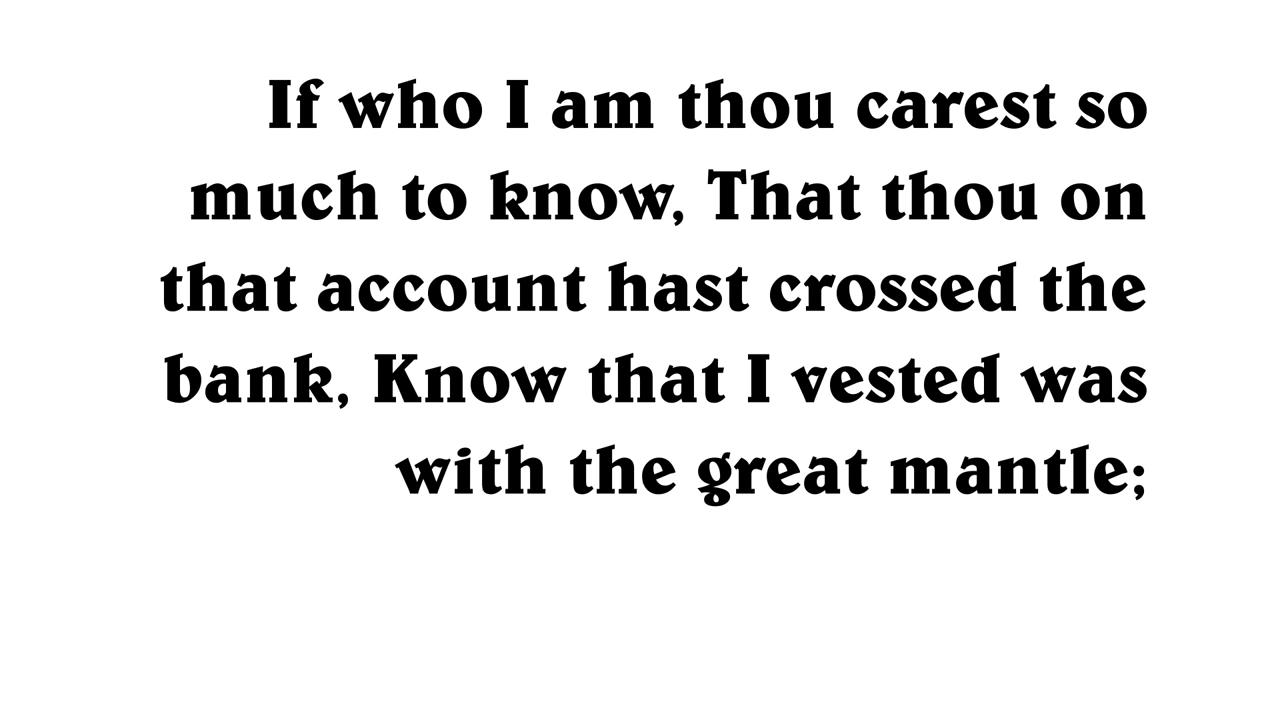 If who I am thou carest so
much to know, That thou on
that account hast crossed the
bank, Know that I vested was
with the great mantle;